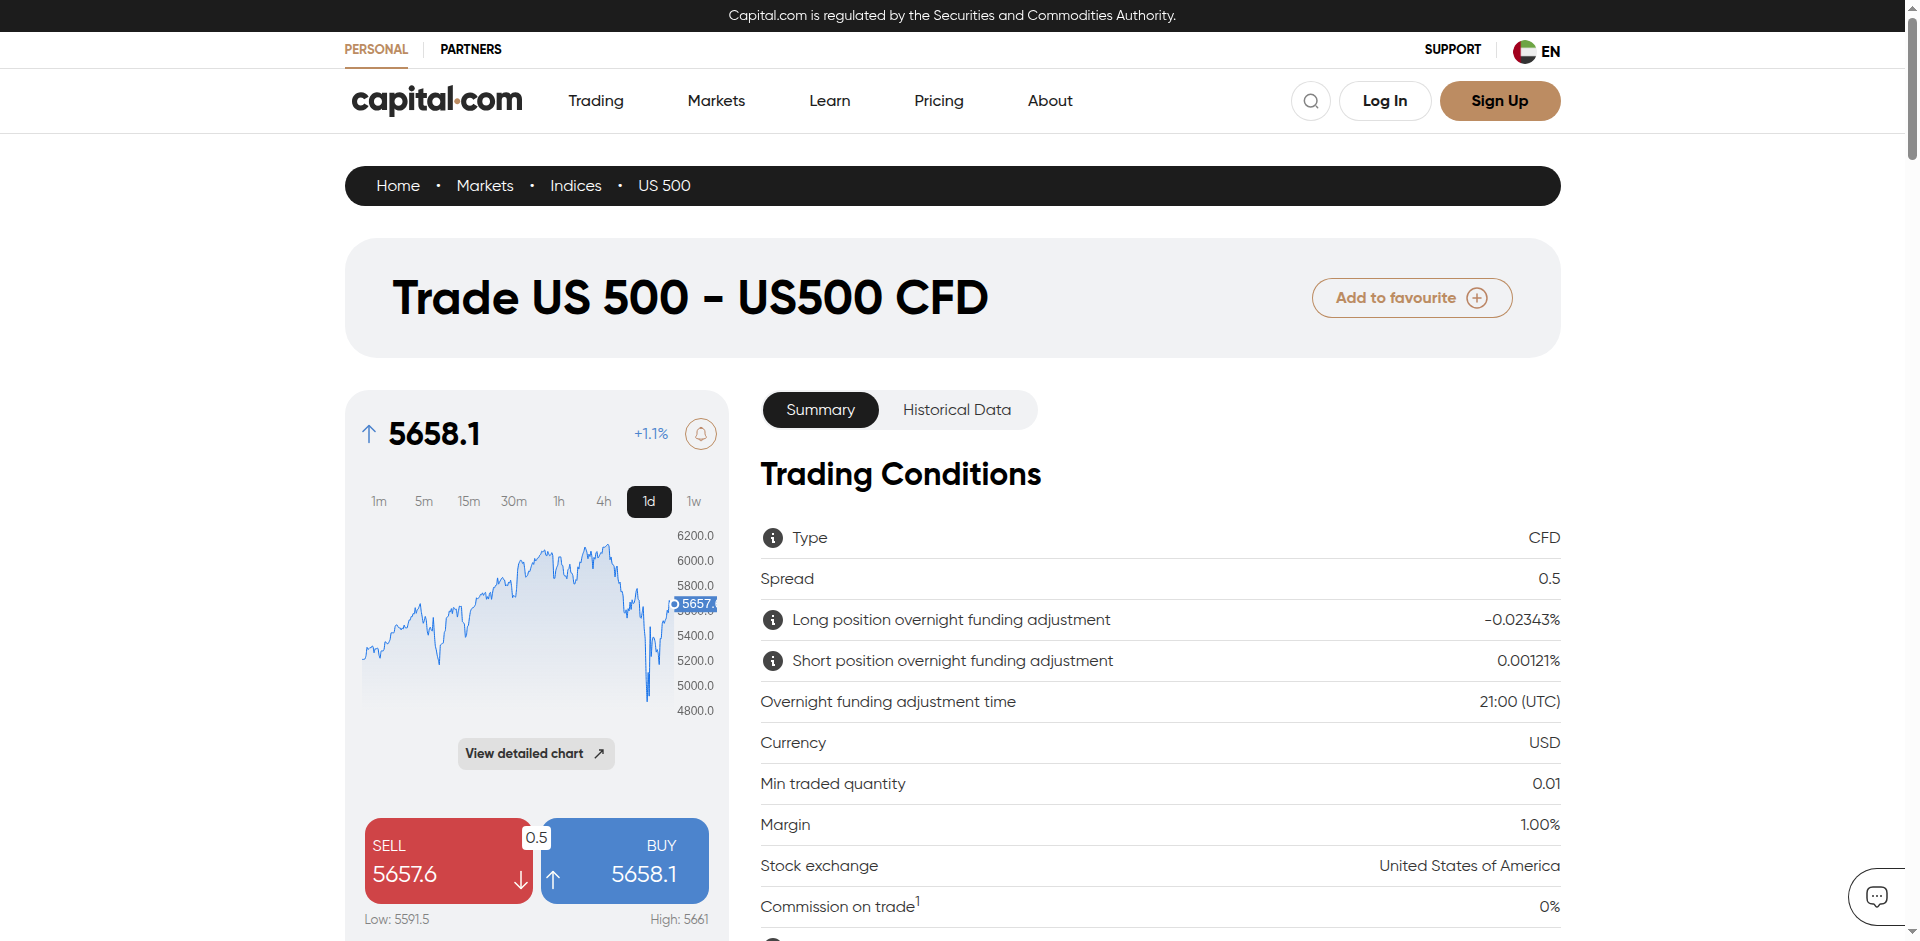 Capital.com is regulated by the Securities and Commodities Authority.
PERSONAL
PARTNERS
SUPPORT
EN
capital.com
Trading
Markets
Learn
Pricing
About
Log In
Sign Up
Home • Markets • Indices • US 500
Trade US 500 - US500 CFD
Add to favourite
5658.1
+1.1%
1m 5m 15m 30m 1h 4h 1d 1w
6200.0
6000.0
5800.0
5657.
5400.0
5200.0
5000.0
4800.0
View detailed chart
SELL
5657.6
0.5
BUY
5658.1
Low: 5591.5
High: 5661
Summary
Historical Data
Trading Conditions
Type CFD
Spread 0.5
Long position overnight funding adjustment -0.02343%
Short position overnight funding adjustment 0.00121%
Overnight funding adjustment time 21:00 (UTC)
Currency USD
Min traded quantity 0.01
Margin 1.00%
Stock exchange United States of America
Commission on trade1 0%